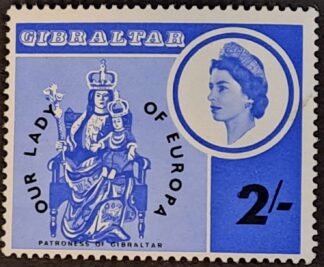 GIBRALTAR
OUR LADY OF EUROPA
2/-
PATRONESS OF GIBRALTAR